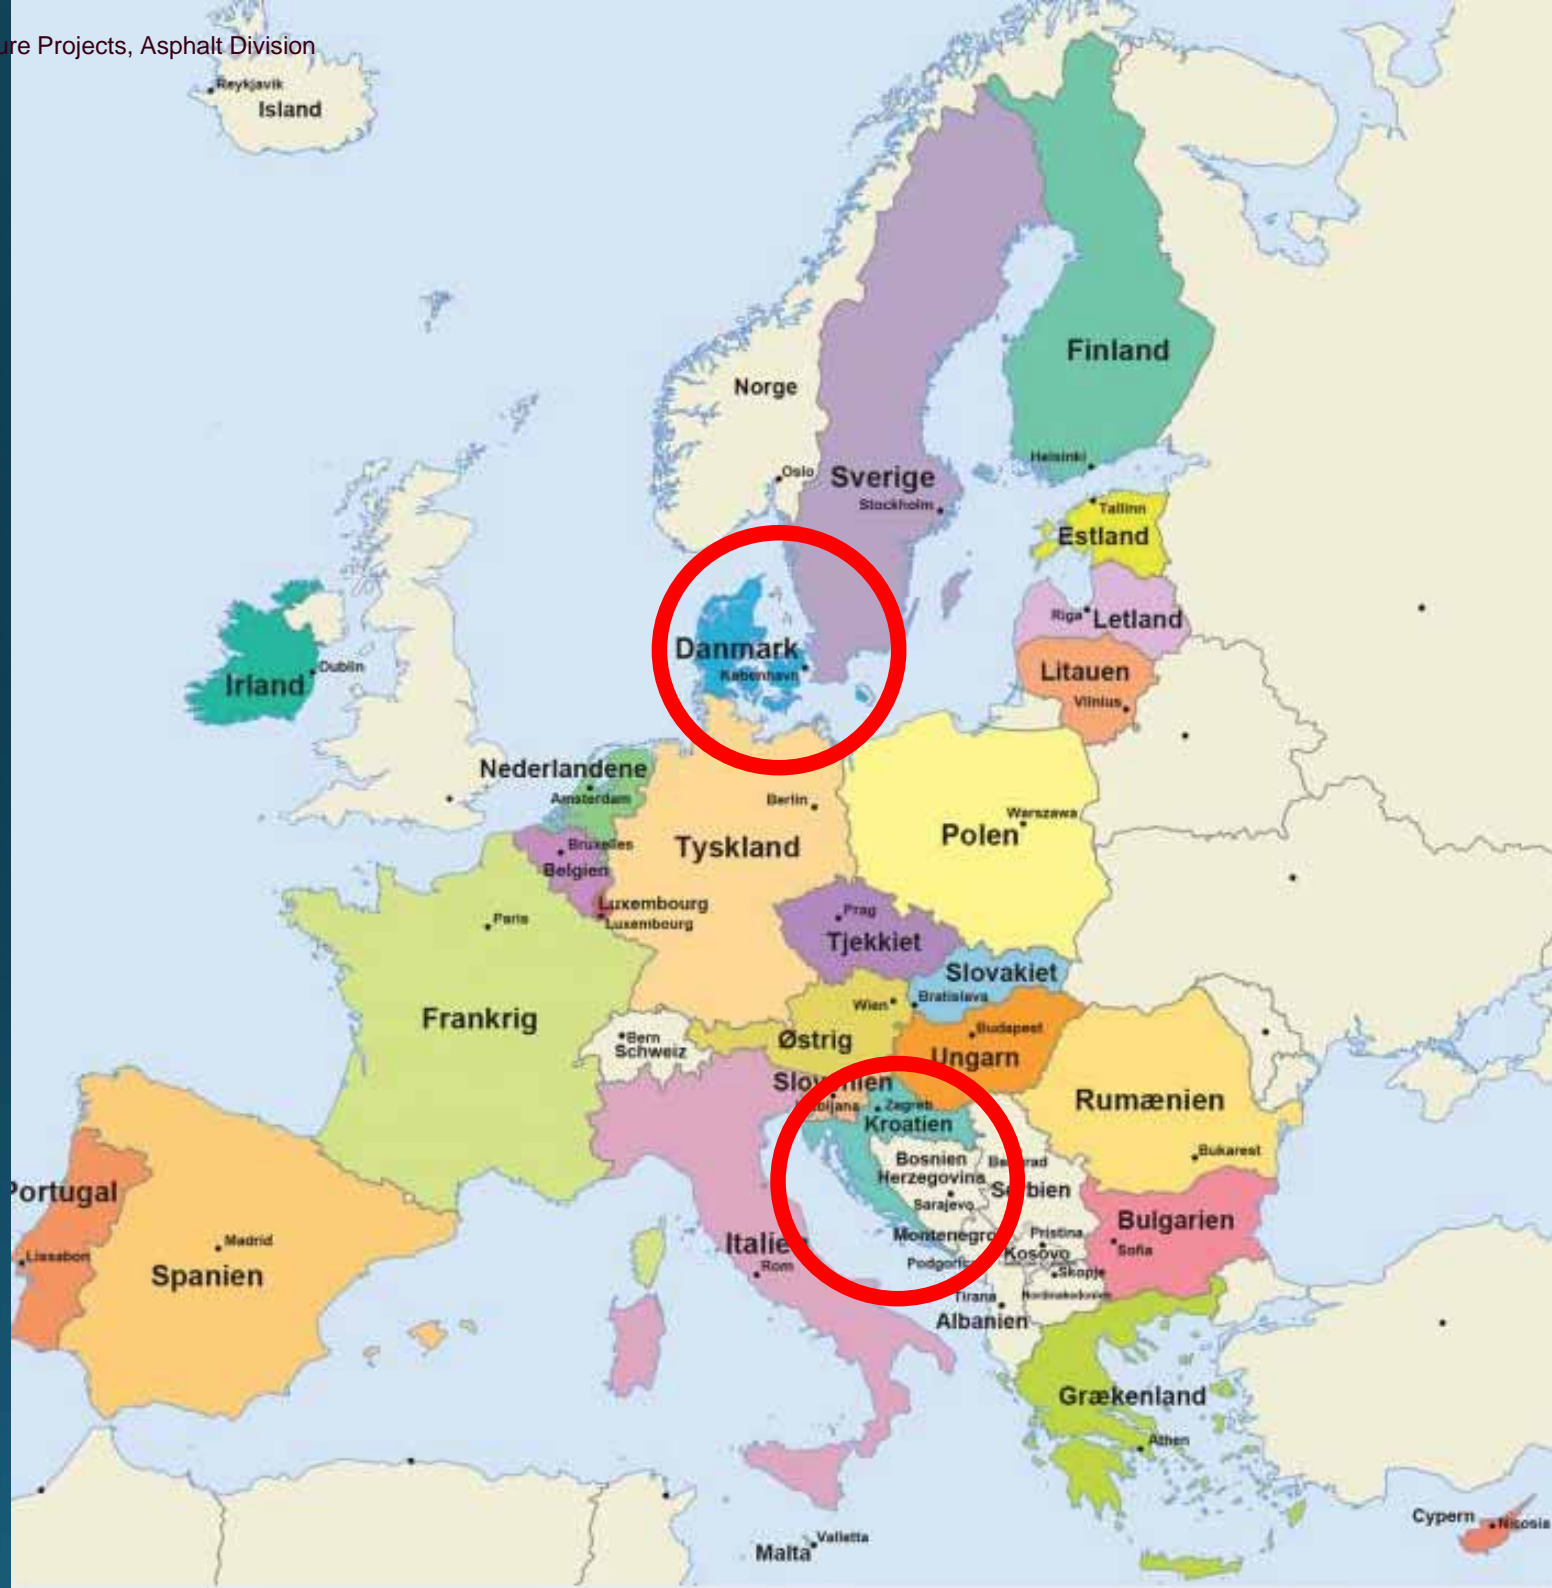 ure Projects, Asphalt Division
Reykjavik
Island
Finland
Norge
Helsinki
Oslo
Sverige
Stockholm
Tallinn
Estland
Riga
Letland
Danmark
København
Dublin
Irland
Litauen
Vilnius
Nederlandene
Amsterdam
Berlin
Warszawa
Polen
Tyskland
Bruxelles
Belgien
Luxembourg
Luxembourg
Paris
Prag
Tjekkiet
Slovakiet
Bratislava
Wien
Frankrig
Østrig
Budapest
Ungarn
Bern
Schweiz
Zagreb
Kroatien
Rumænien
Bukarest
Bosnien
Herzegovina
Sarajevo
Portugal
Lissabon
Madrid
Spanien
Italien
Rom
Montenegro
Pristina
Kosovo
Bulgarien
Sofia
Skopje
Tirana
Albanien
Grækenland
Athen
Cypern
Nicosia
Valletta
Malta